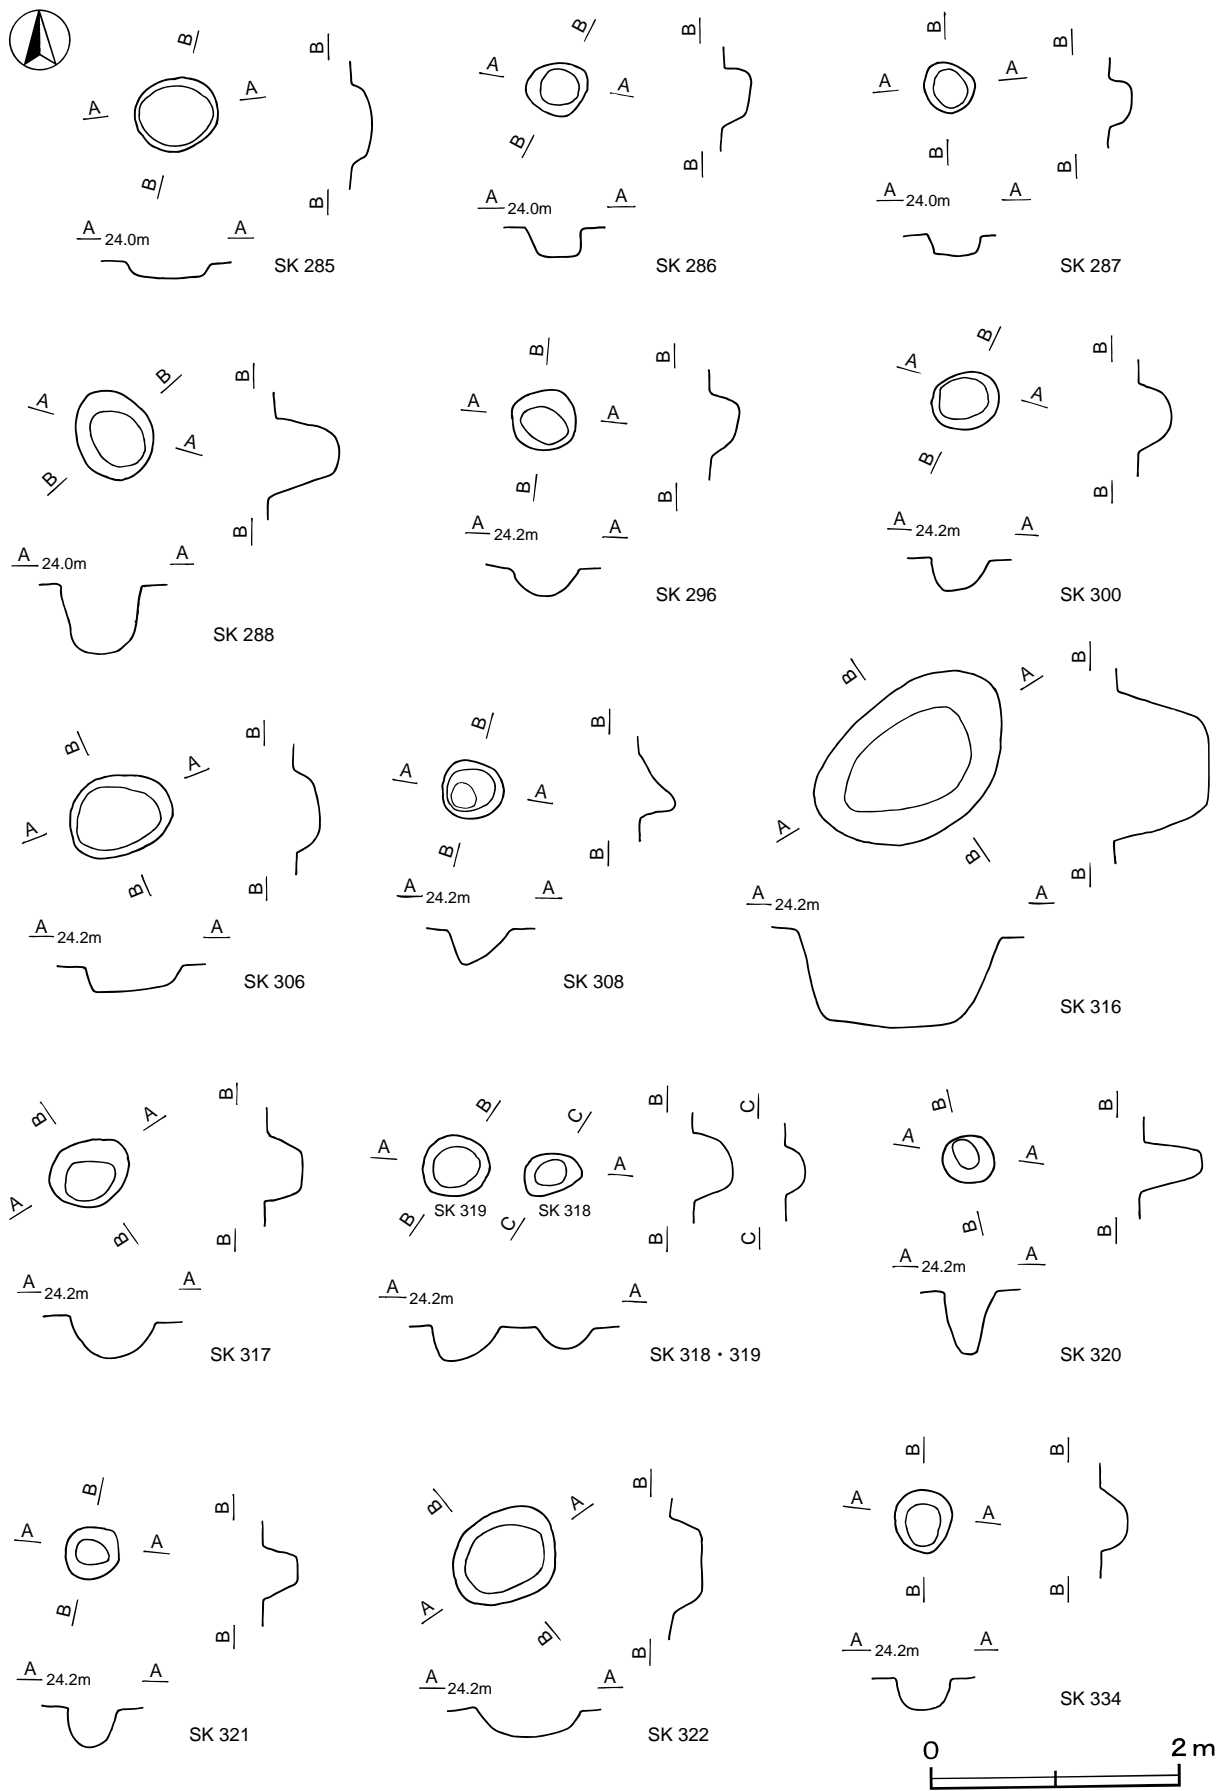 B B
A A
B B
A 24.0m A
SK 285
B B
A A
B B
A 24.0m A
SK 286
B B
A A
B B
A 24.0m A
SK 287
B B
A A
B B
A 24.0m A
SK 288
B B
A A
B B
A 24.2m A
SK 296
B B
A A
B B
A 24.2m A
SK 300
B B
A A
B B
A 24.2m A
SK 306
B B
A A
B B
A 24.2m A
SK 308
B A B
A B B
A 24.2m A
SK 316
B A B
A B B
A 24.2m A
SK 317
B C B C
A A
SK 319 SK 318
B C B C
A 24.2m A
SK 318・319
B B
A A
B B
A 24.2m A
SK 320
B B
A A
B B
A 24.2m A
SK 321
B A B
A B B
A 24.2m A
SK 322
B B
A A
B B
A 24.2m A
SK 334
0 2 m